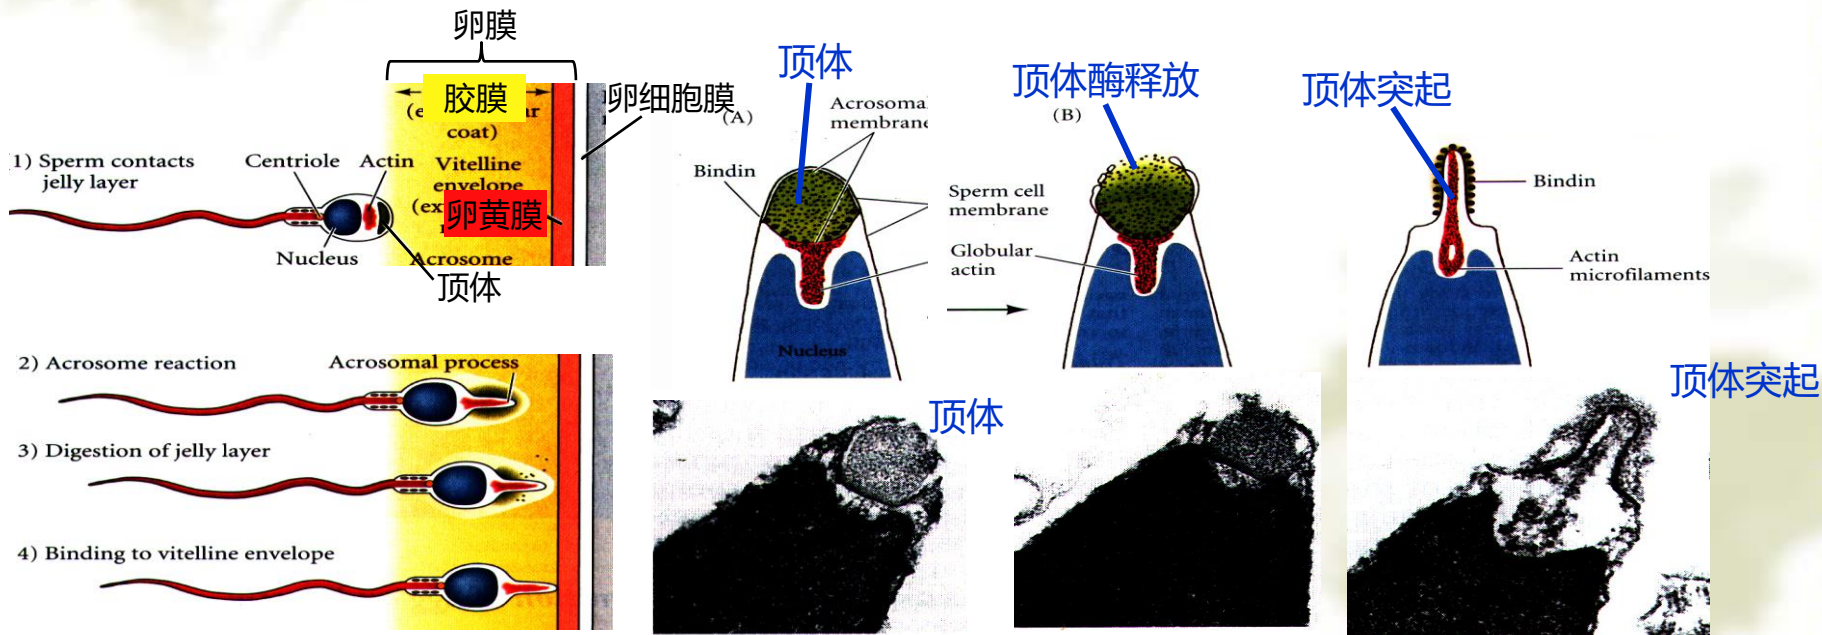 卵膜
胶膜
coat)
卵细胞膜
1) Sperm contacts
jelly layer
Centriole
Actin
Vitelline
envelope
卵黄膜
Nucleus
Acrosome
顶体
2) Acrosome reaction
Acrosomal process
3) Digestion of jelly layer
4) Binding to vitelline envelope
顶体
(A)
Acrosomal
membrane
Bindin
Sperm cell
membrane
Globular
actin
Nucleus
顶体酶释放
(B)
顶体突起
Bindin
Actin
microfilaments
顶体
顶体突起